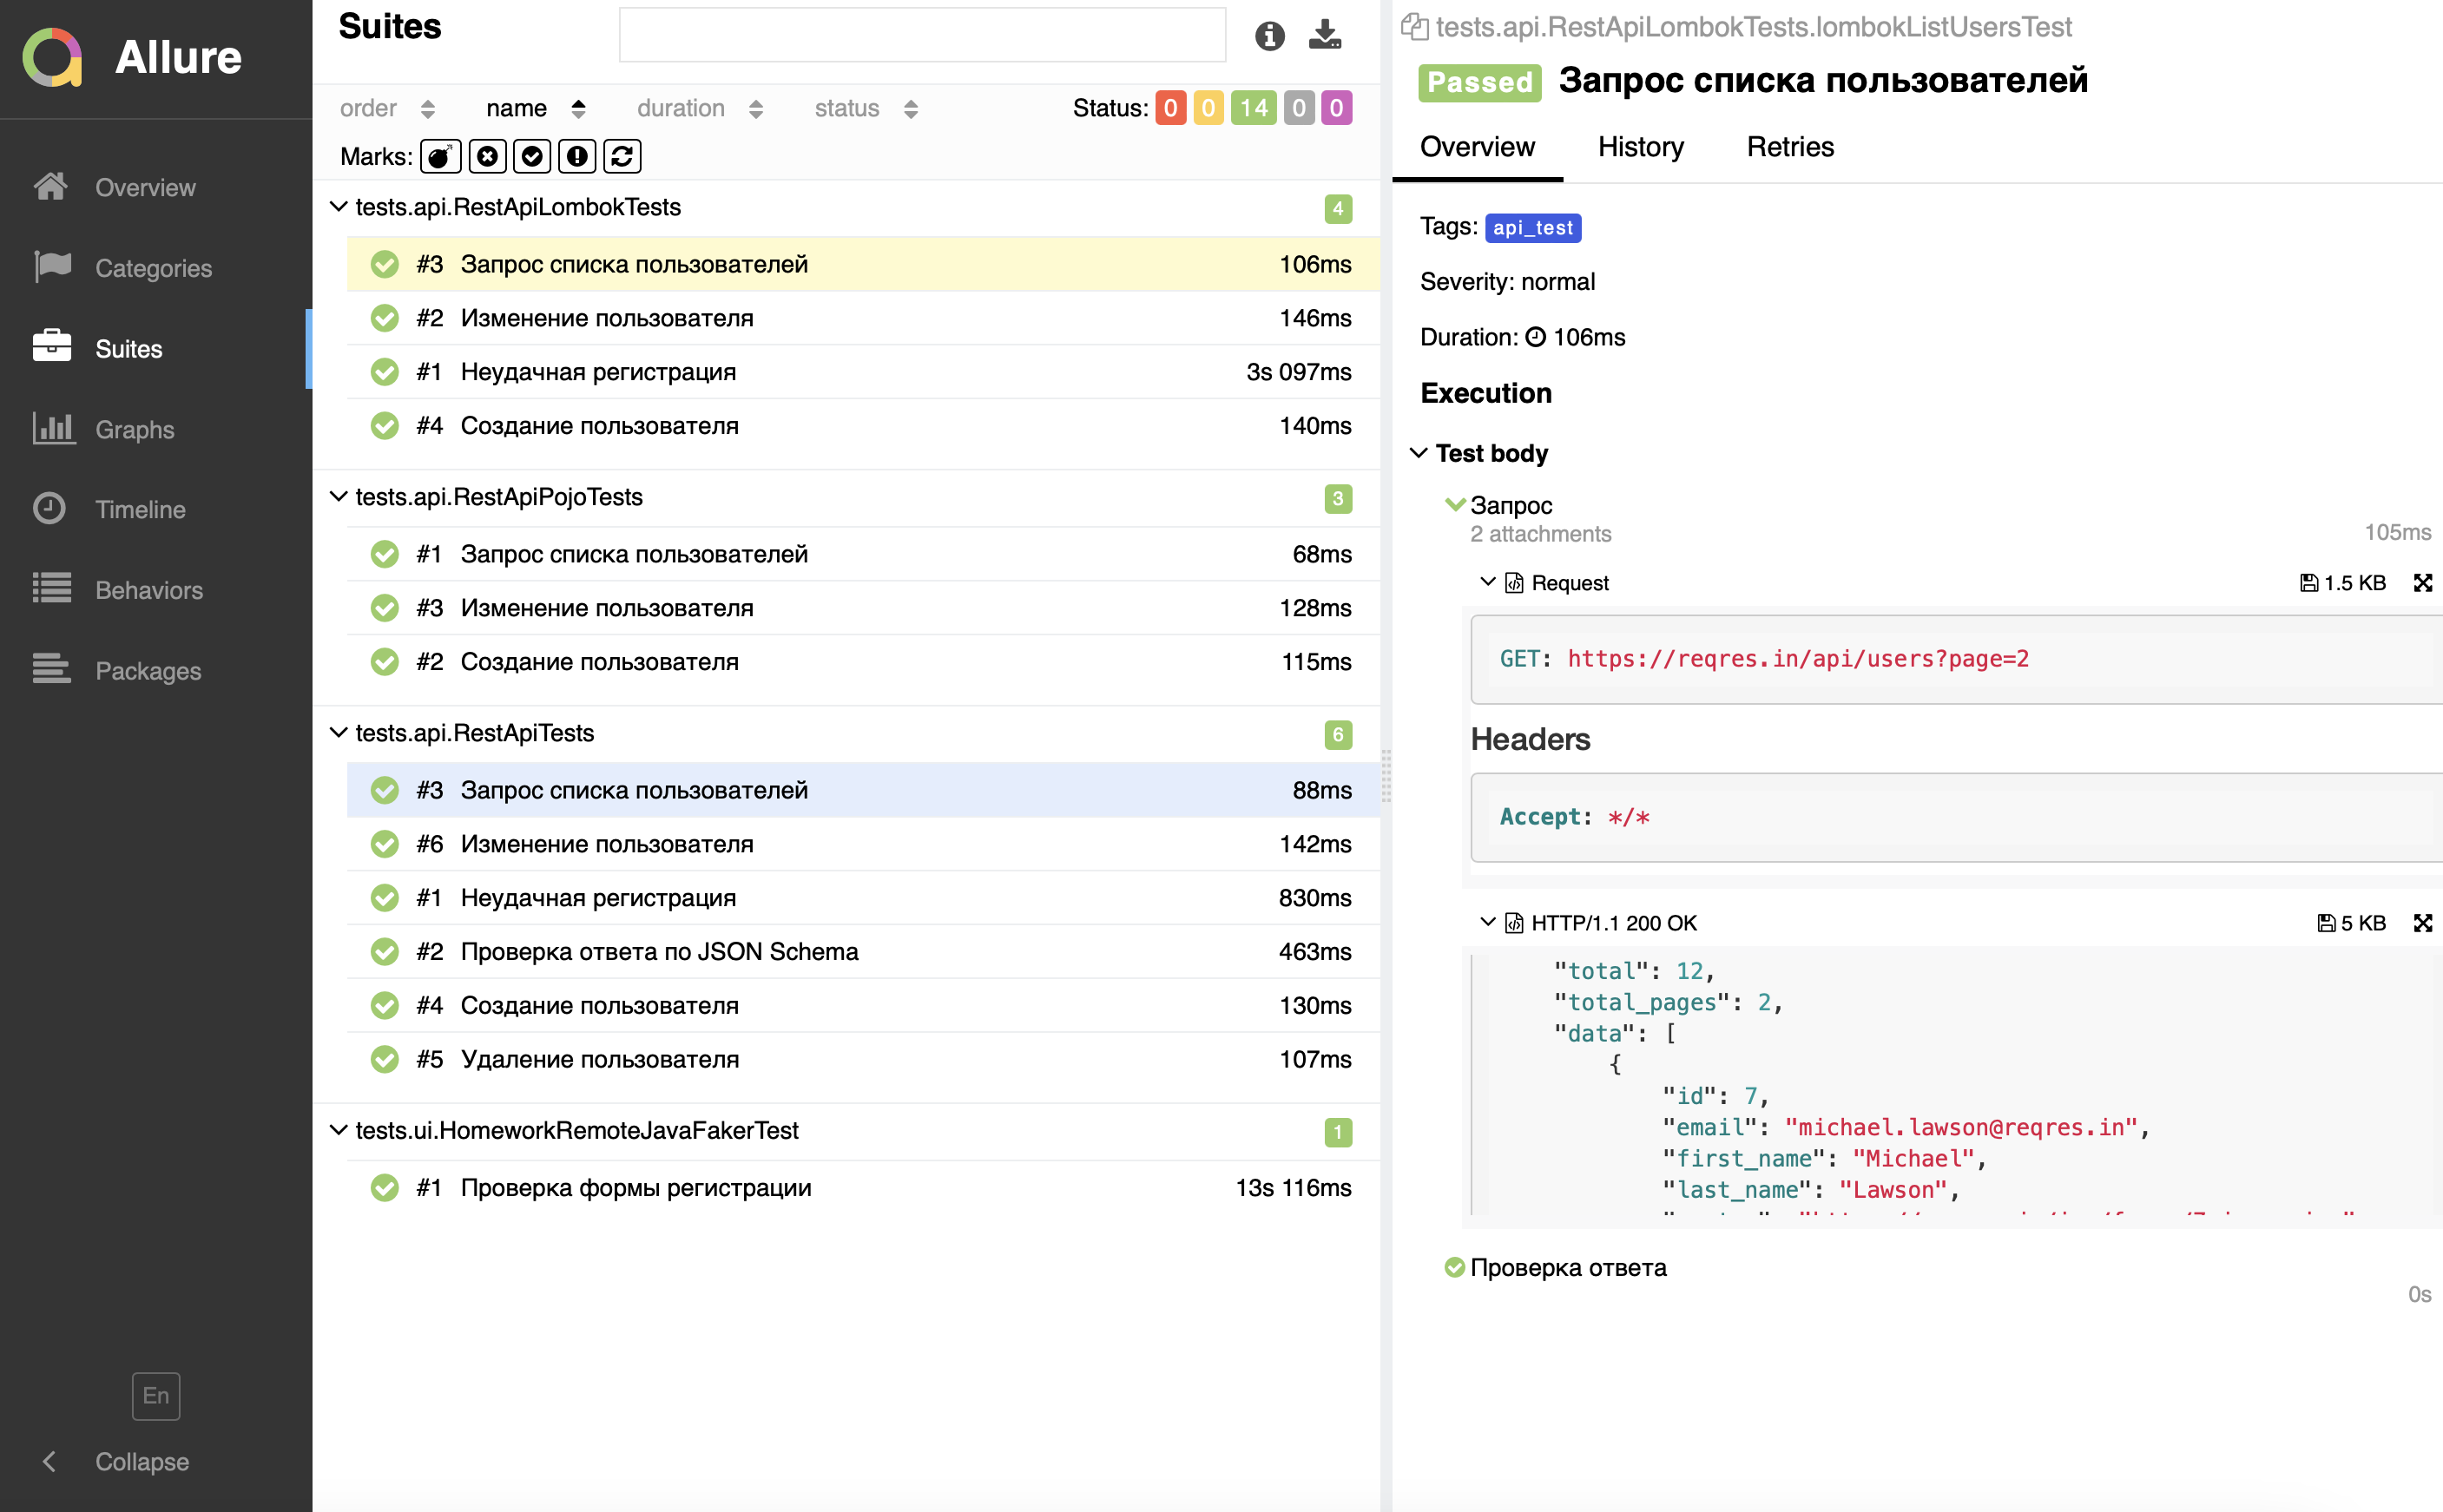 Allure
Overview
Categories
Suites
Graphs
Timeline
Behaviors
Packages
En
Collapse
Suites
order name duration status Status: 0 0 14 0 0
Marks:
tests.api.RestApiLombokTests 4
#3 Запрос списка пользователей 106ms
#2 Изменение пользователя 146ms
#1 Неудачная регистрация 3s 097ms
#4 Создание пользователя 140ms
tests.api.RestApiPojoTests 3
#1 Запрос списка пользователей 68ms
#3 Изменение пользователя 128ms
#2 Создание пользователя 115ms
tests.api.RestApiTests 6
#3 Запрос списка пользователей 88ms
#6 Изменение пользователя 142ms
#1 Неудачная регистрация 830ms
#2 Проверка ответа по JSON Schema 463ms
#4 Создание пользователя 130ms
#5 Удаление пользователя 107ms
tests.ui.HomeworkRemoteJavaFakerTest 1
#1 Проверка формы регистрации 13s 116ms
tests.api.RestApiLombokTests.lombokListUsersTest
Passed Запрос списка пользователей
Overview History Retries
Tags: api_test
Severity: normal
Duration: 106ms
Execution
Test body
Запрос
2 attachments 105ms
Request 1.5 KB
GET: https://reqres.in/api/users?page=2
Headers
Accept: */*
HTTP/1.1 200 OK 5 KB
"total": 12,
"total_pages": 2,
"data": [
{
"id": 7,
"email": "michael.lawson@reqres.in",
"first_name": "Michael",
"last_name": "Lawson",
Проверка ответа
0s